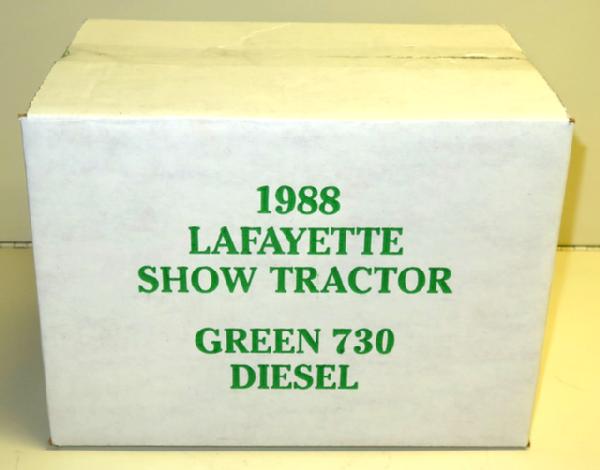 1988
LAFAYETTE
SHOW TRACTOR
GREEN 730
DIESEL